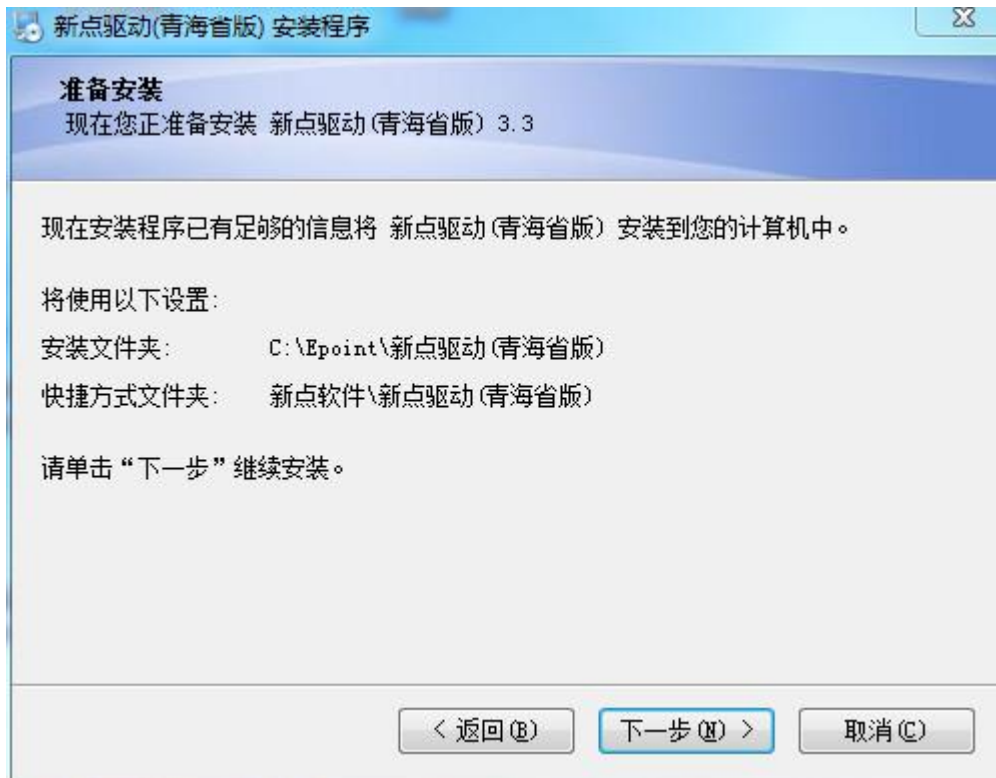 新点驱动(青海省版) 安装程序
准备安装
现在您正准备安装 新点驱动(青海省版) 3.3
现在安装程序已有足够的信息将 新点驱动(青海省版) 安装到您的计算机中。
将使用以下设置:
安装文件夹: C:\Epoint\新点驱动(青海省版)
快捷方式文件夹: 新点软件\新点驱动(青海省版)
请单击“下一步”继续安装。
< 返回(B) 下一步(N) > 取消(C)